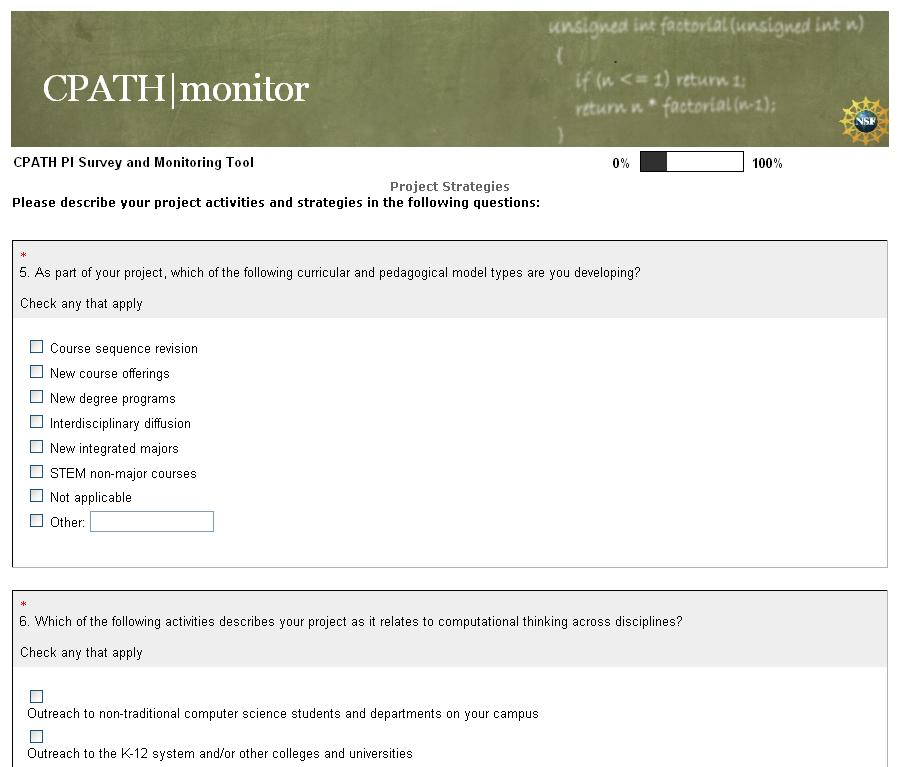 unsigned int factorial(unsigned int n)
{
if (n <= 1) return 1;
return n * factorial(n-1);
}
CPATH|monitor
NSF
CPATH PI Survey and Monitoring Tool
0% 100%
Project Strategies
Please describe your project activities and strategies in the following questions:
*
5. As part of your project, which of the following curricular and pedagogical model types are you developing?
Check any that apply
Course sequence revision
New course offerings
New degree programs
Interdisciplinary diffusion
New integrated majors
STEM non-major courses
Not applicable
Other:
*
6. Which of the following activities describes your project as it relates to computational thinking across disciplines?
Check any that apply
Outreach to non-traditional computer science students and departments on your campus
Outreach to the K-12 system and/or other colleges and universities